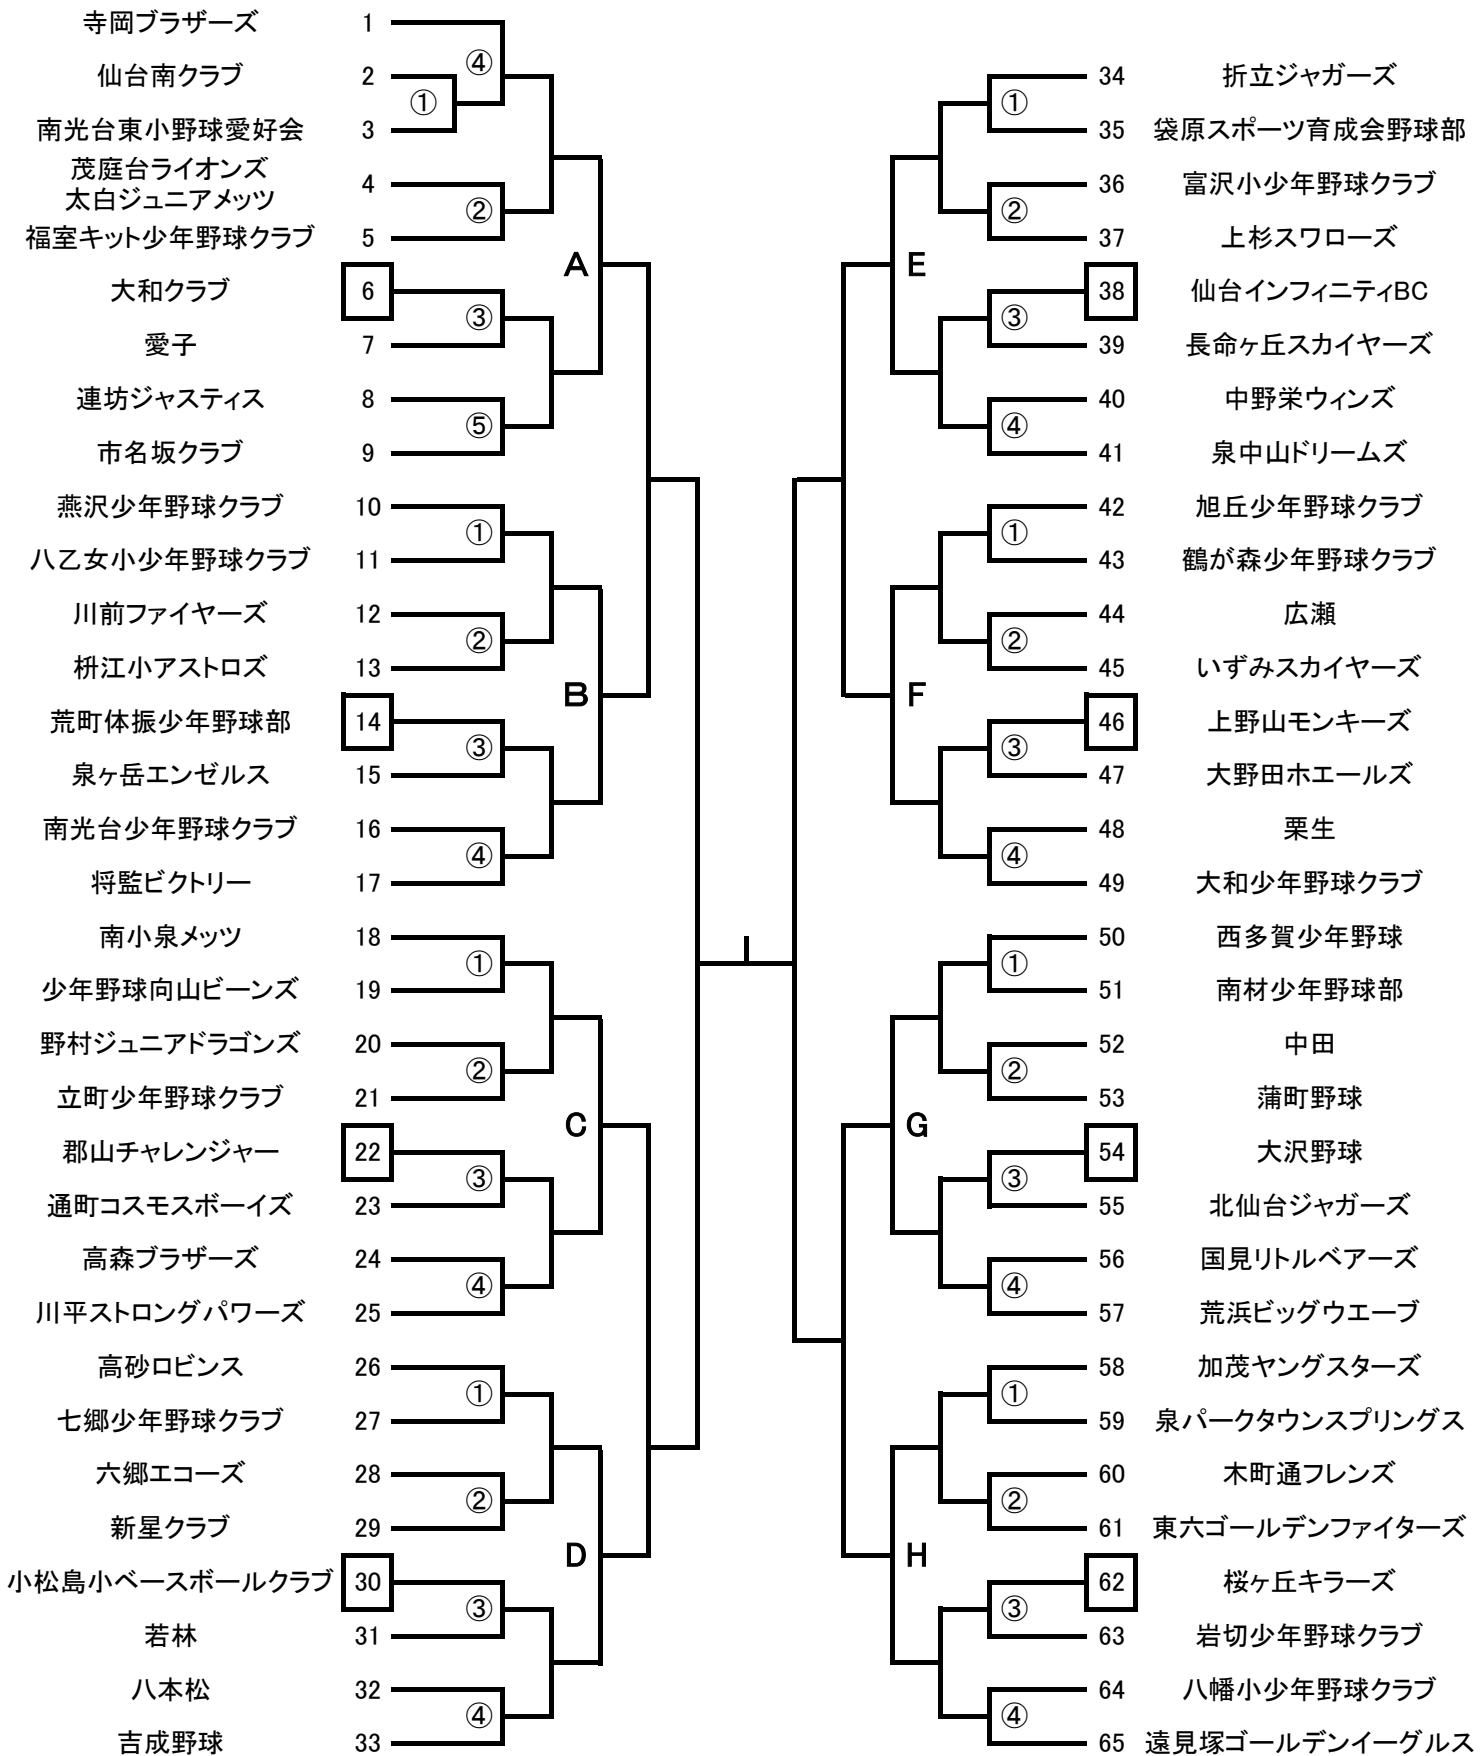 寺岡ブラザーズ 1
④
仙台南クラブ 2
①
南光台東小野球愛好会 3
茂庭台ライオンズ
太白ジュニアメッツ 4
②
福室キット少年野球クラブ 5
A
大和クラブ 6
③
愛子 7
連坊ジャスティス 8
⑤
市名坂クラブ 9
燕沢少年野球クラブ 10
①
八乙女小少年野球クラブ 11
川前ファイヤーズ 12
②
枡江小アストロズ 13
B
荒町体振少年野球部 14
③
泉ヶ岳エンゼルス 15
南光台少年野球クラブ 16
④
将監ビクトリー 17
南小泉メッツ 18
①
少年野球向山ビーンズ 19
野村ジュニアドラゴンズ 20
②
立町少年野球クラブ 21
C
郡山チャレンジャー 22
③
通町コスモスボーイズ 23
高森ブラザーズ 24
④
川平ストロングパワーズ 25
高砂ロビンス 26
①
七郷少年野球クラブ 27
六郷エコーズ 28
②
新星クラブ 29
D
小松島小ベースボールクラブ 30
③
若林 31
八本松 32
④
吉成野球 33
34 折立ジャガーズ
①
35 袋原スポーツ育成会野球部
36 富沢小少年野球クラブ
②
37 上杉スワローズ
E
38 仙台インフィニティBC
③
39 長命ヶ丘スカイヤーズ
40 中野栄ウィンズ
④
41 泉中山ドリームズ
42 旭丘少年野球クラブ
①
43 鶴が森少年野球クラブ
44 広瀬
②
45 いずみスカイヤーズ
F
46 上野山モンキーズ
③
47 大野田ホエールズ
48 栗生
④
49 大和少年野球クラブ
50 西多賀少年野球
①
51 南材少年野球部
52 中田
②
53 蒲町野球
G
54 大沢野球
③
55 北仙台ジャガーズ
56 国見リトルベアーズ
④
57 荒浜ビッグウエーブ
58 加茂ヤングスターズ
①
59 泉パークタウンスプリングス
60 木町通フレンズ
②
61 東六ゴールデンファイターズ
H
62 桜ヶ丘キラーズ
③
63 岩切少年野球クラブ
64 八幡小少年野球クラブ
④
65 遠見塚ゴールデンイーグルス